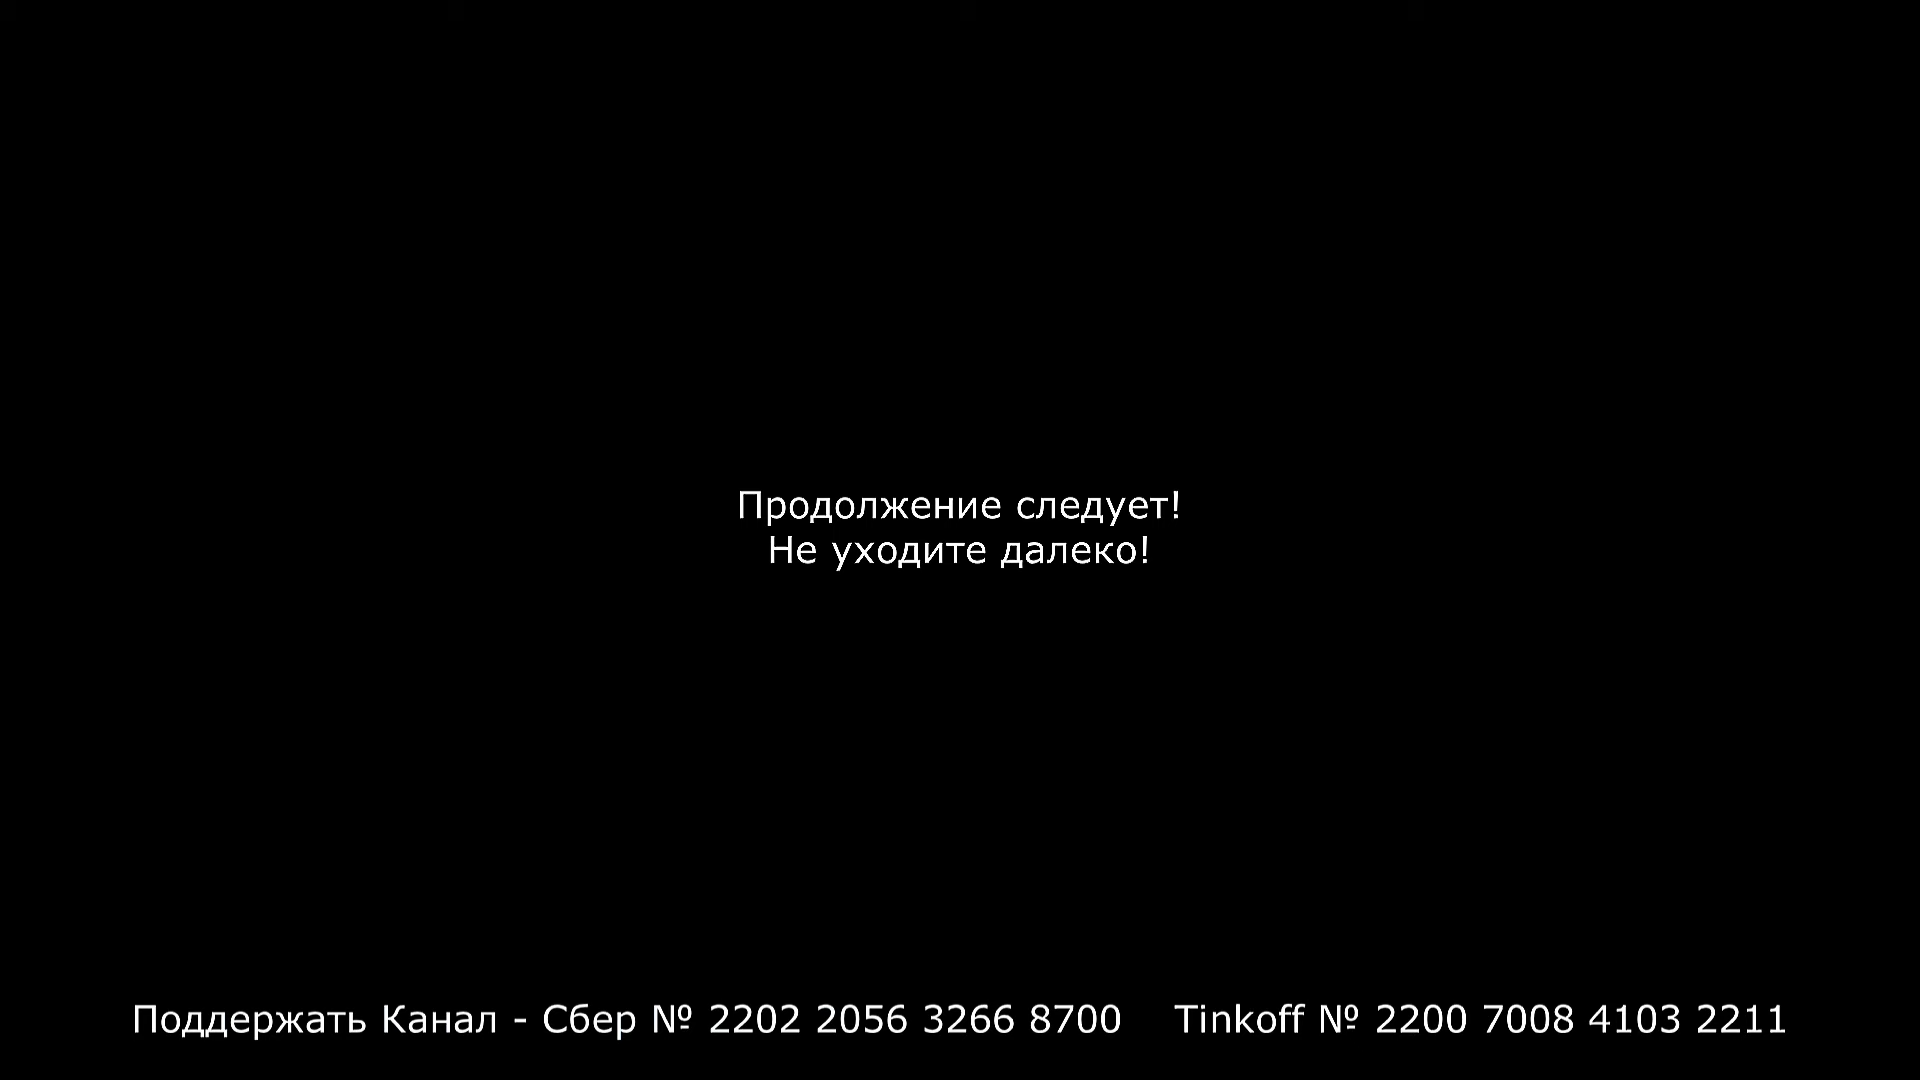 Продолжение следует!
Не уходите далеко!
Поддержать Канал - Сбер № 2202 2056 3266 8700 Tinkoff № 2200 7008 4103 2211